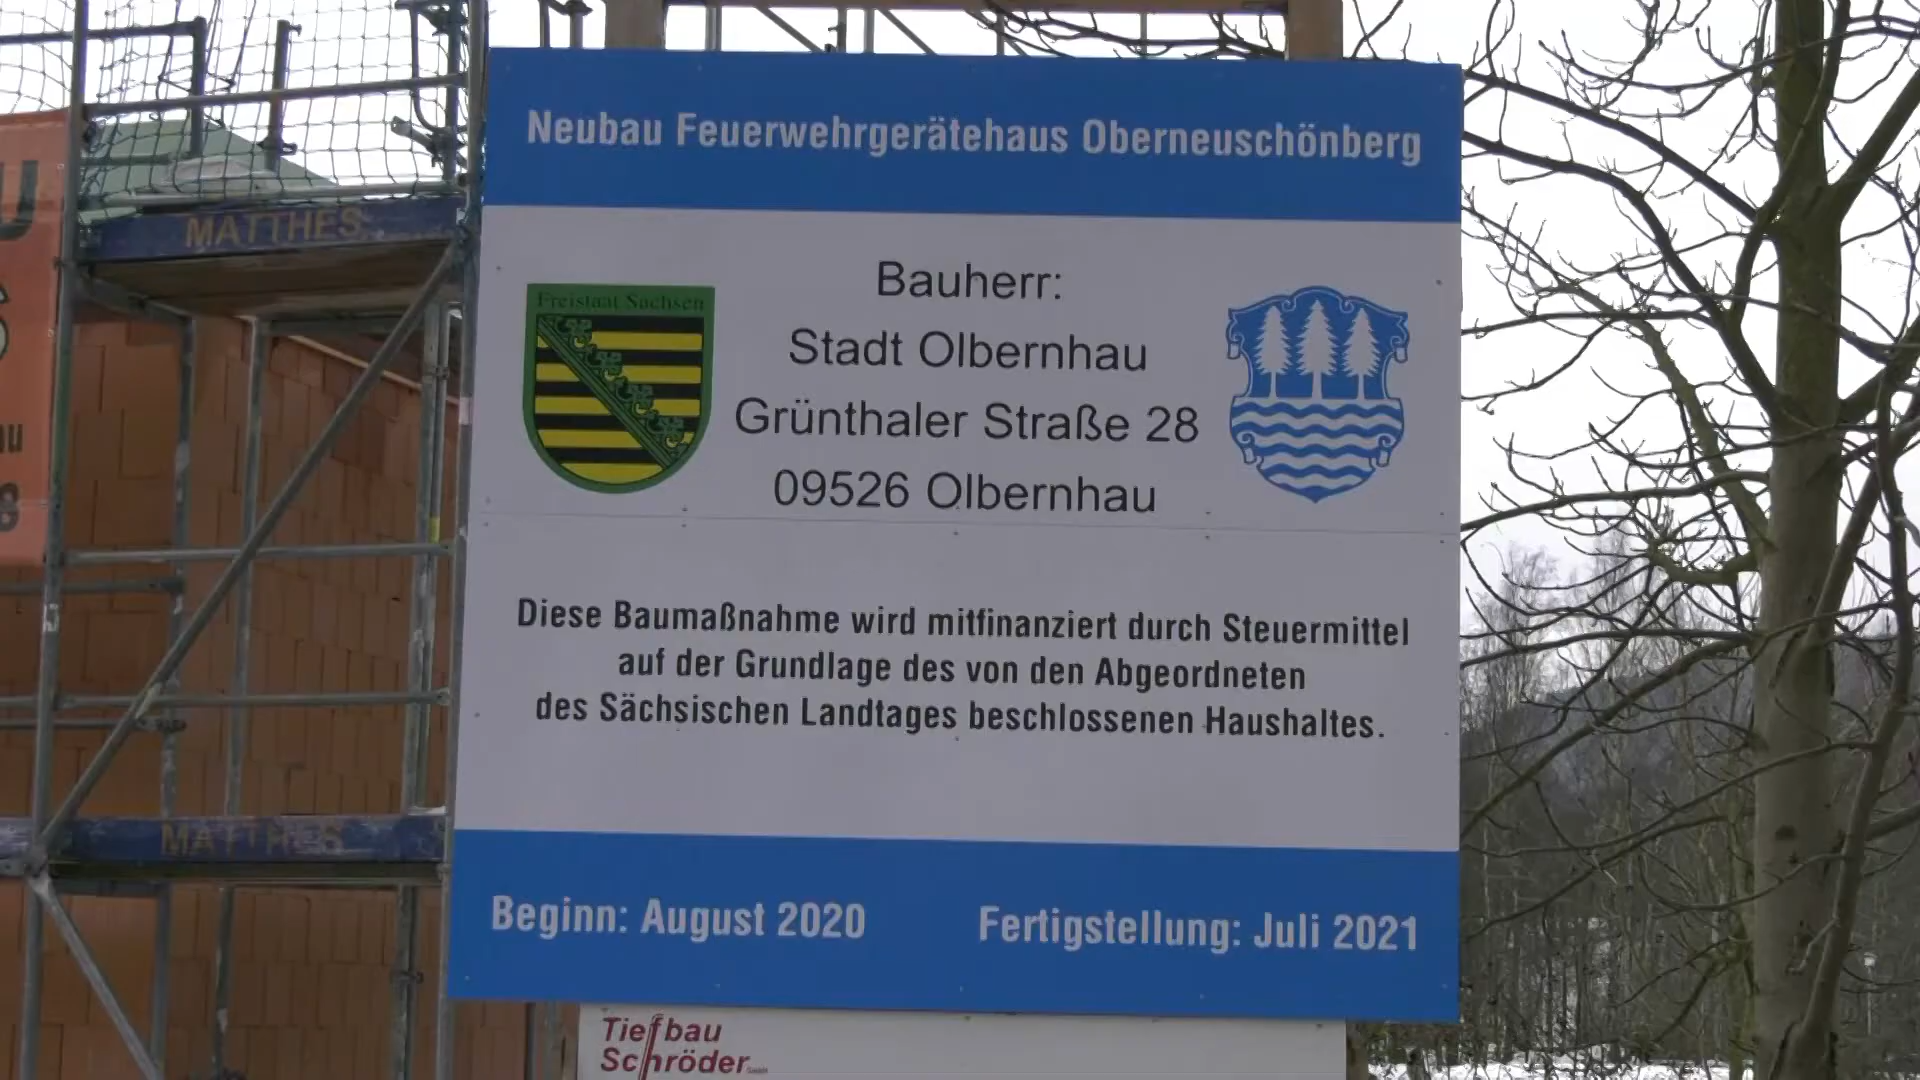 Neubau Feuerwehrgerätehaus Oberneuschönberg
MATTHES
Freistaat Sachsen
Bauherr:
Stadt Olbernhau
Grünthaler Straße 28
09526 Olbernhau
Diese Baumaßnahme wird mitfinanziert durch Steuermittel
auf der Grundlage des von den Abgeordneten
des Sächsischen Landtages beschlossenen Haushaltes.
MATTHES
Beginn: August 2020
Fertigstellung: Juli 2021
Tiefbau
Schröder